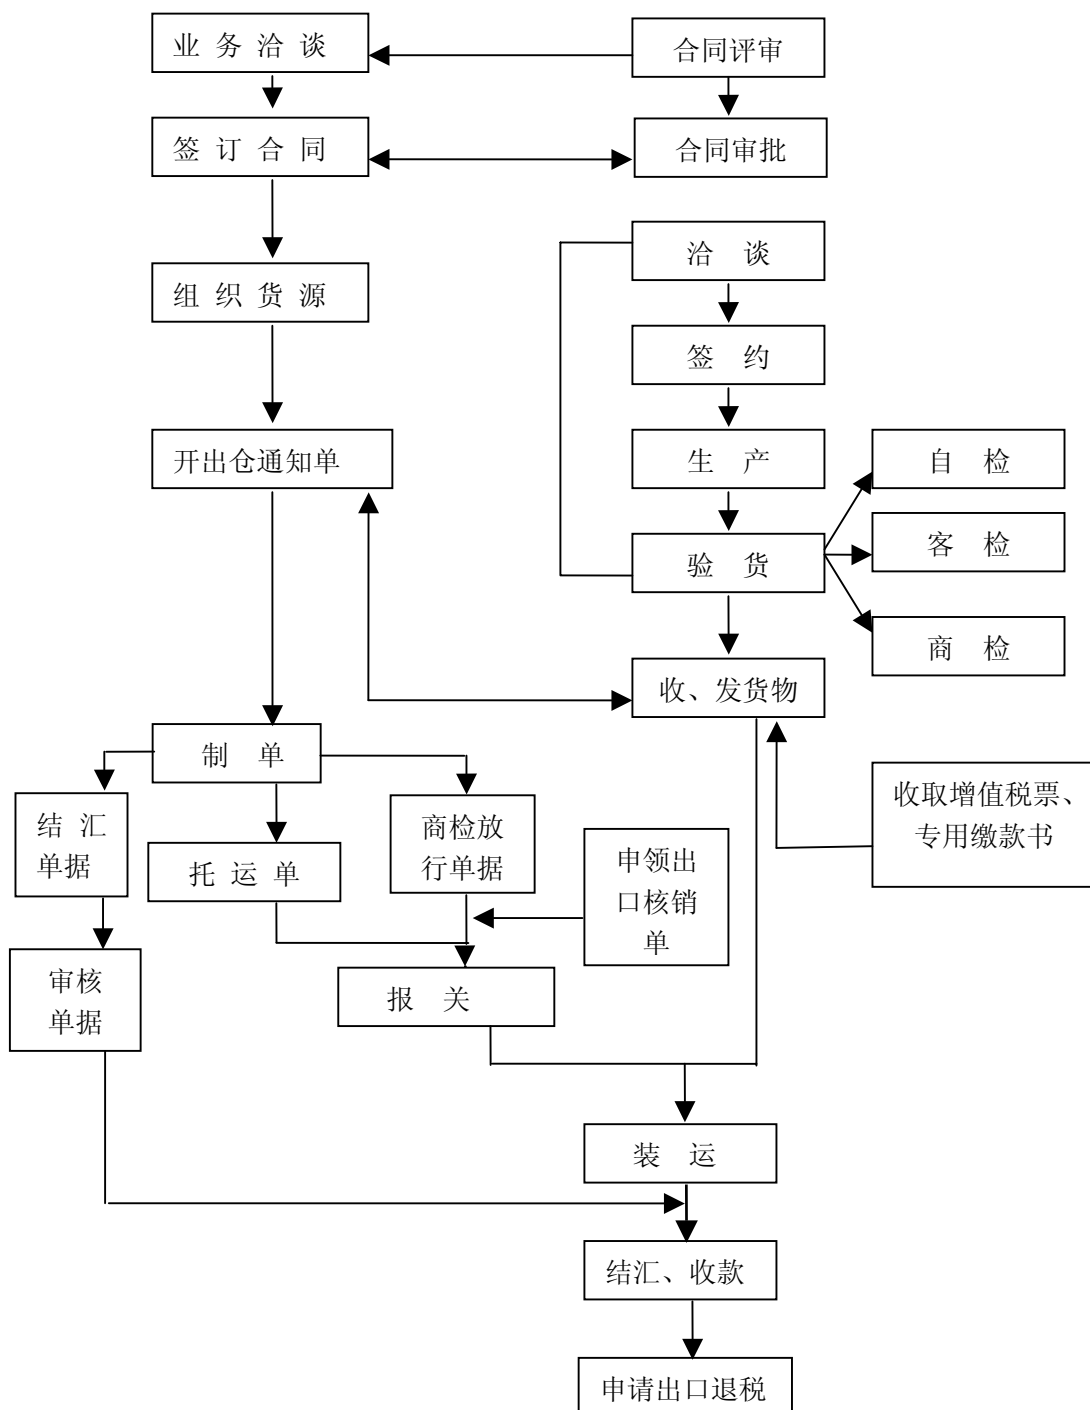 业 务 洽 谈
合同评审
签 订 合 同
合同审批
洽 谈
组 织 货 源
签 约
开出仓通知单
生 产
自 检
客 检
验 货
商 检
收、发货物
制 单
收取增值税票、
专用缴款书
结 汇
单据
商检放
行单据
托 运 单
申领出
口核销
单
审核
单据
报 关
装 运
结汇、收款
申请出口退税